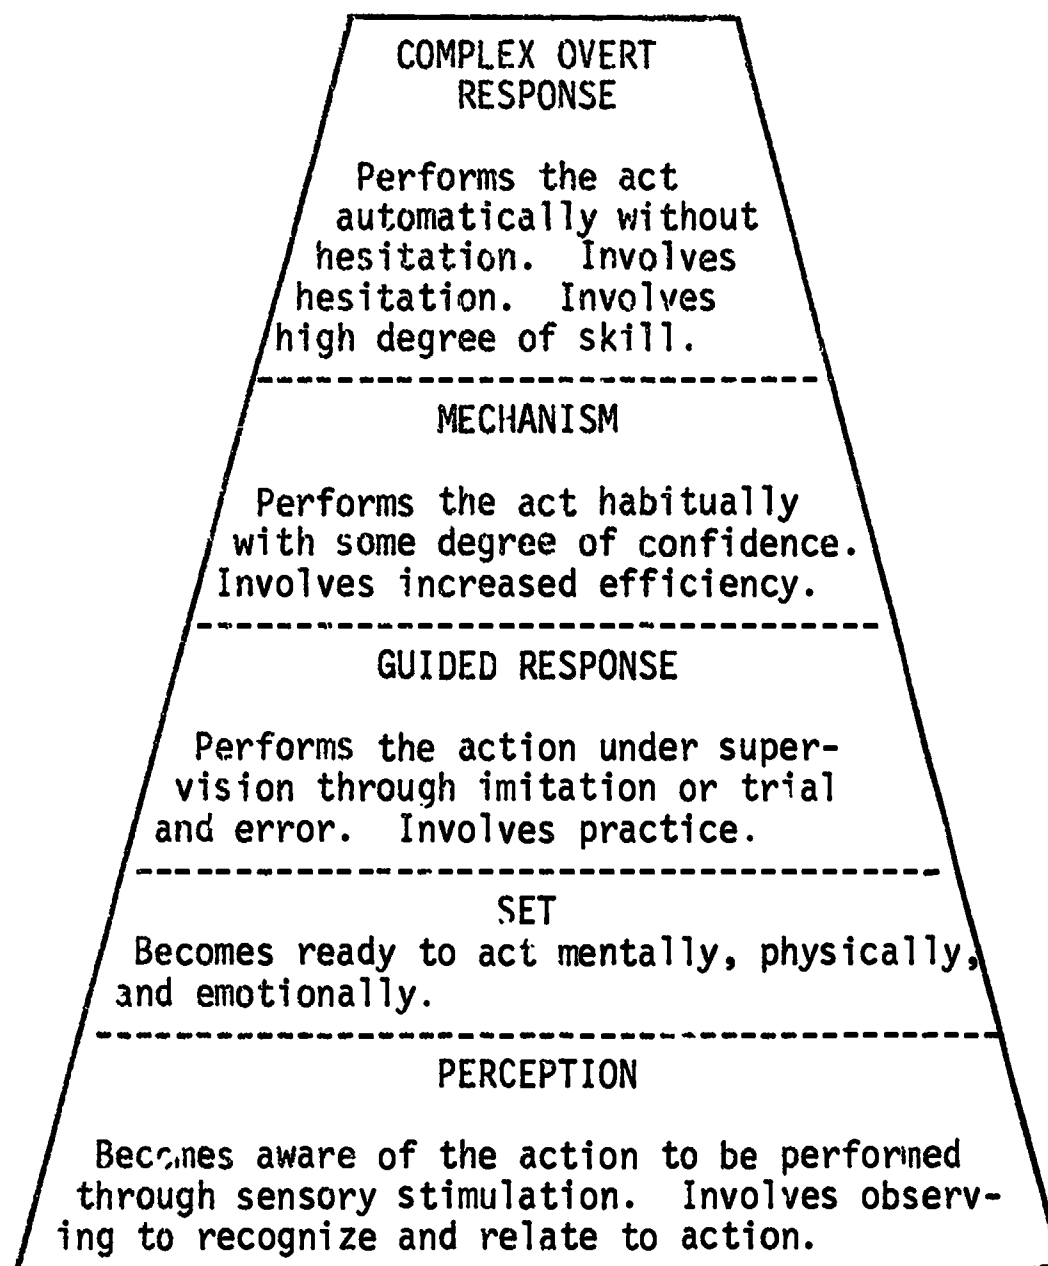 COMPLEX OVERT
RESPONSE
Performs the act
automatically without
hesitation. Involves
hesitation. Involves
high degree of skill.
MECHANISM
Performs the act habitually
with some degree of confidence.
Involves increased efficiency.
GUIDED RESPONSE
Performs the action under super-
vision through imitation or trial
and error. Involves practice.
SET
Becomes ready to act mentally, physically,
and emotionally.
PERCEPTION
Becomes aware of the action to be performed
through sensory stimulation. Involves observ-
ing to recognize and relate to action.